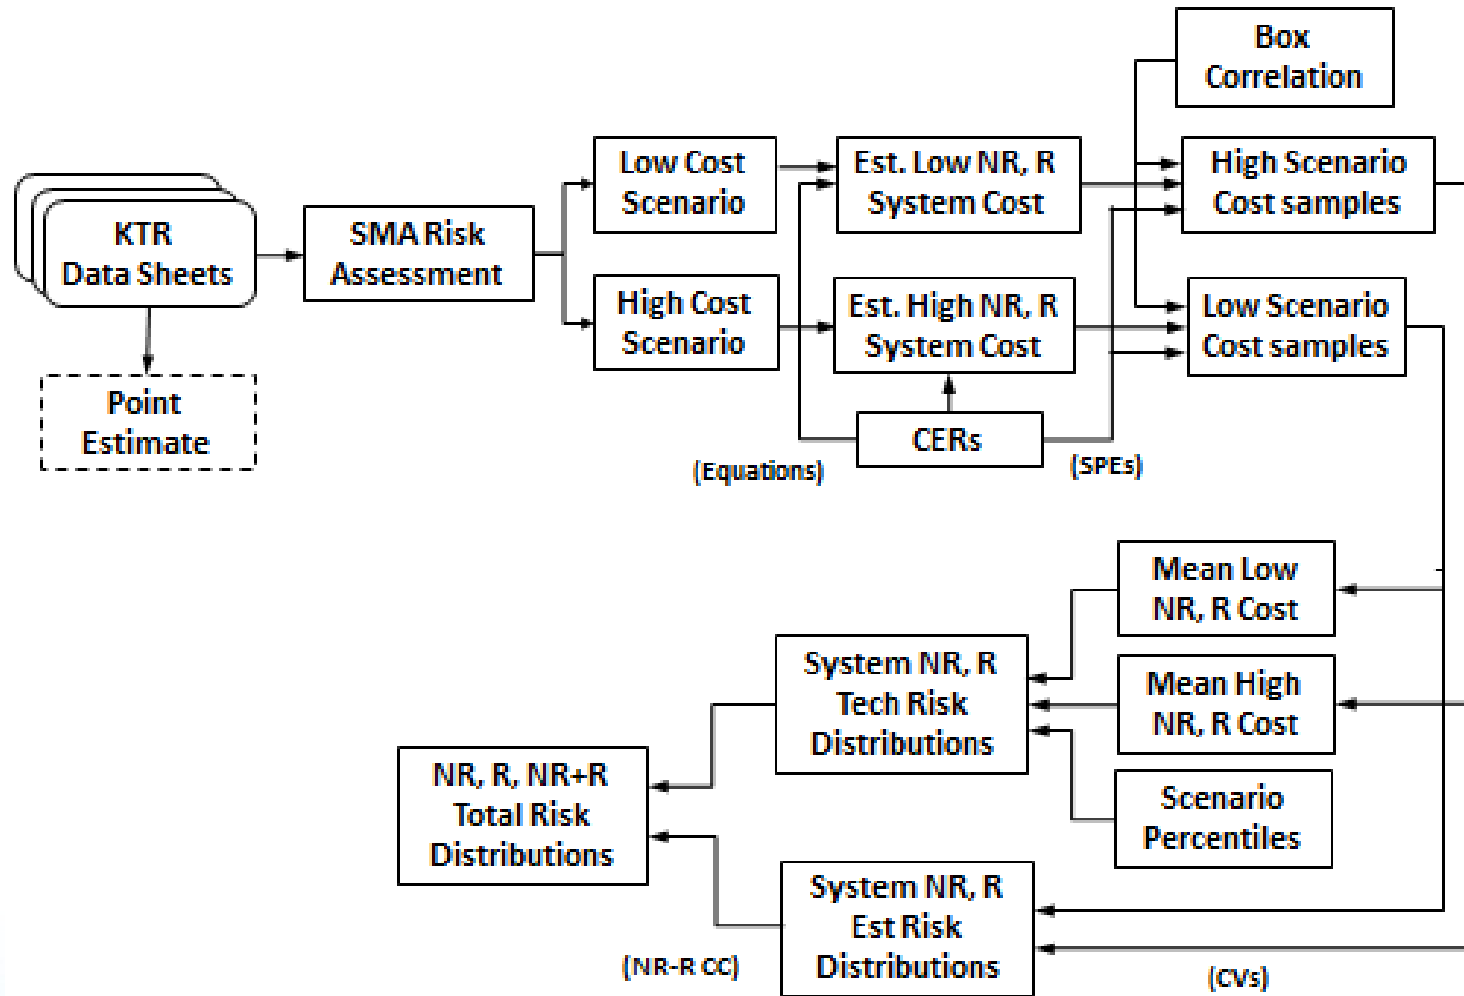 Box
Correlation
Low Cost
Scenario
Est. Low NR, R
System Cost
High Scenario
Cost samples
KTR
Data Sheets
SMA Risk
Assessment
High Cost
Scenario
Est. High NR, R
System Cost
Low Scenario
Cost samples
Point
Estimate
CERs
(Equations)
(SPEs)
Mean Low
NR, R Cost
System NR, R
Tech Risk
Distributions
Mean High
NR, R Cost
NR, R, NR+R
Total Risk
Distributions
Scenario
Percentiles
System NR, R
Est Risk
Distributions
(NR-R CC)
(CVs)